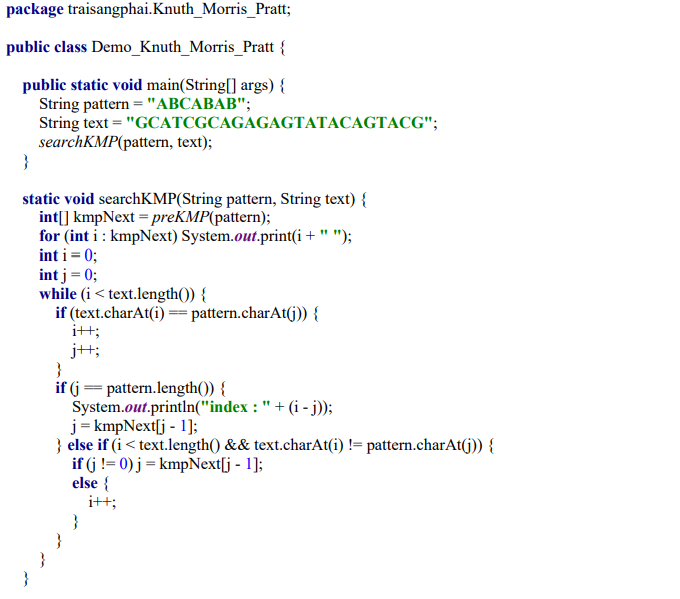 package traisangphai.Knuth_Morris_Pratt;
public class Demo_Knuth_Morris_Pratt {
public static void main(String[] args) {
String pattern = "ABCABAB";
String text = "GCATCGCAGAGAGTATACAGTACG";
searchKMP(pattern, text);
}
static void searchKMP(String pattern, String text) {
int[] kmpNext = preKMP(pattern);
for (int i : kmpNext) System.out.print(i + " ");
int i = 0;
int j = 0;
while (i < text.length()) {
if (text.charAt(i) == pattern.charAt(j)) {
i++;
j++;
}
if (j == pattern.length()) {
System.out.println("index : " + (i - j));
j = kmpNext[j - 1];
} else if (i < text.length() && text.charAt(i) != pattern.charAt(j)) {
if (j != 0) j = kmpNext[j - 1];
else {
i++;
}
}
}
}